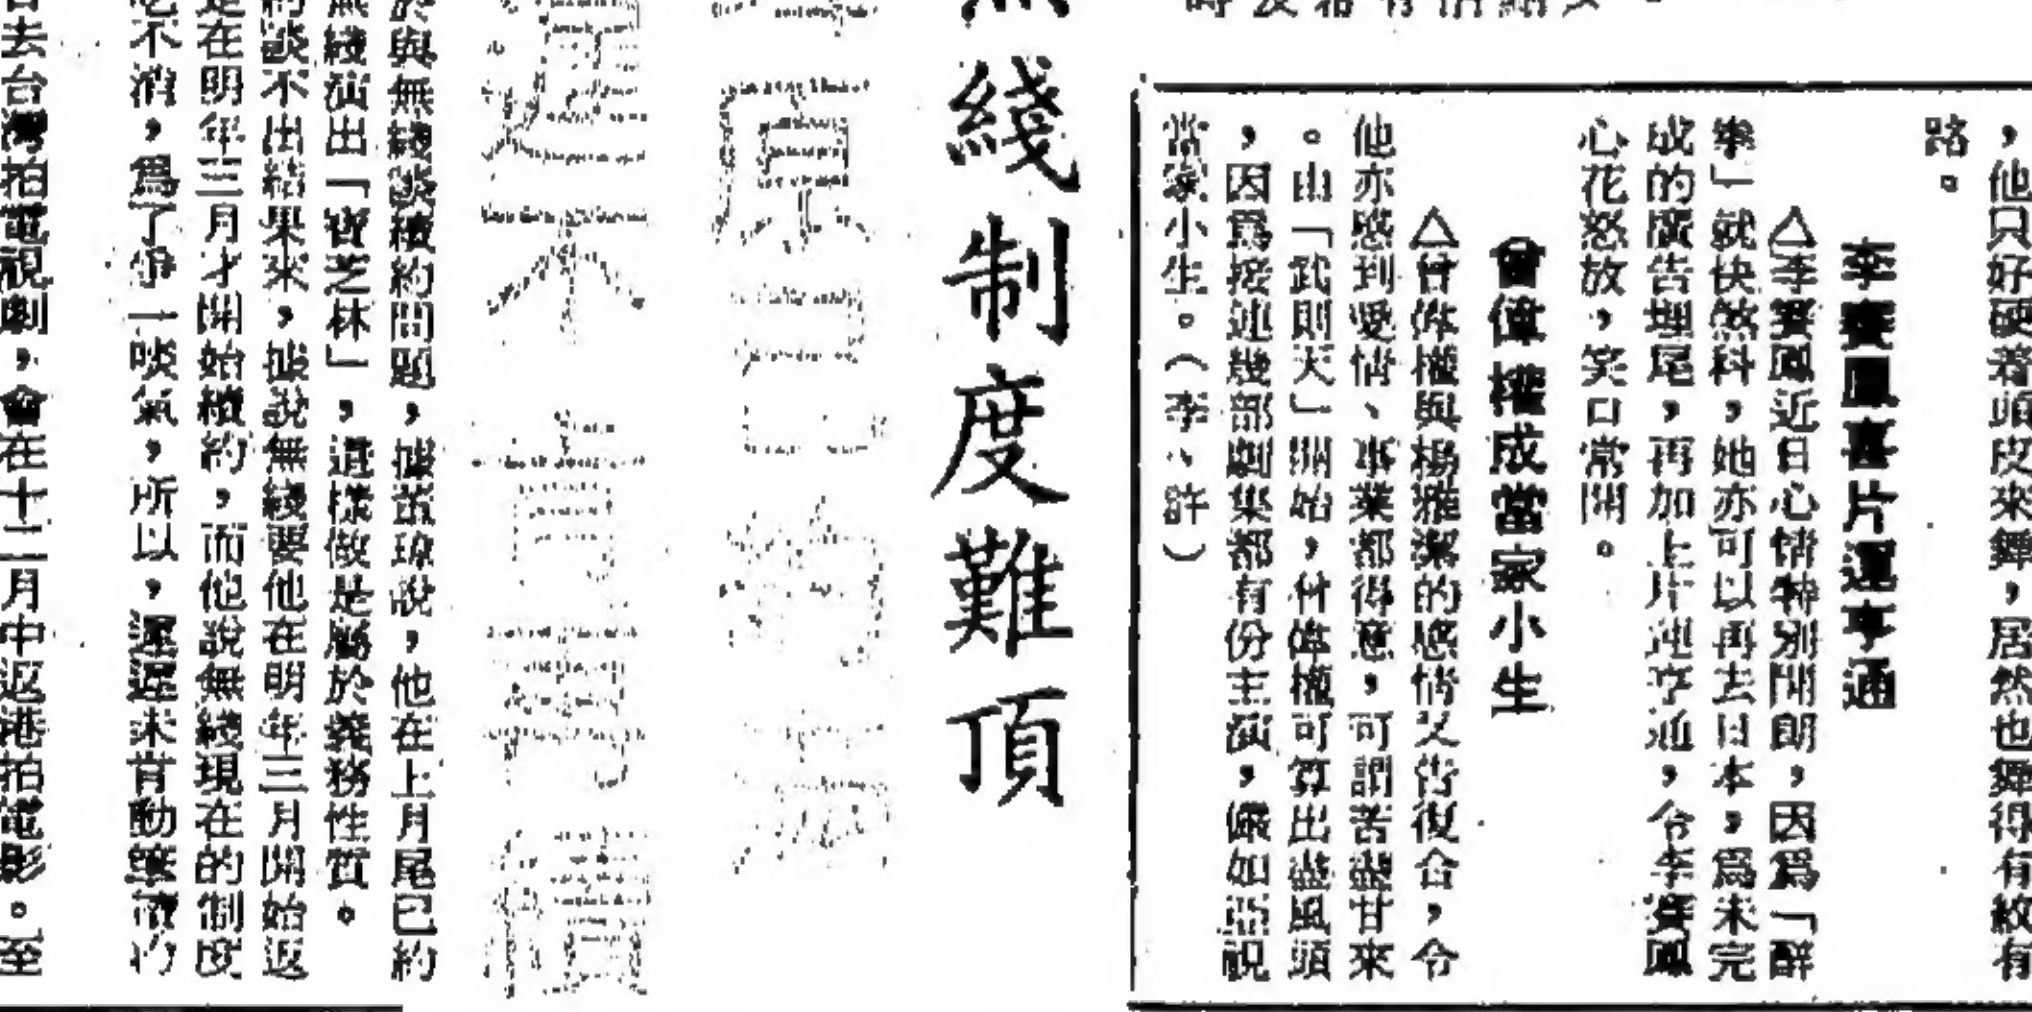 ，他只好硬着頭皮來舞，居然也舞得有紋有
路。
李賽鳳喜片運亨通
△李賽鳳近日心情特別開朗，因爲「醉
拳」就快煞科，她亦可以再去日本，爲未完
成的廣告埋尾，再加上片運亨通，令李賽鳳
心花怒放，笑口常開。
曾偉權成當家小生
△曾偉權與楊雅潔的感情又告復合，令
他亦感到愛情、事業都得意，可謂苦盡甘來
。由「武則天」開始，曾偉權可算出盡風頭
，因爲接連幾部劇集都有份主演，儼如亞視
當家小生。（李、許）
綫制度難頂
原
遲不肯再續
於與無綫談續約問題，據說，他在上月尾已約
無綫演出「寶芝林」，這樣做是屬於義務性質。
約談不出結果來，據說無綫要他在明年三月開始返
是在明年三月才開始續約，而他說無綫現在的制度
吃不消，爲了爭一啖氣，所以，遲遲未肯動筆續約
去台灣拍電視劇，會在十二月中返港拍電影。至